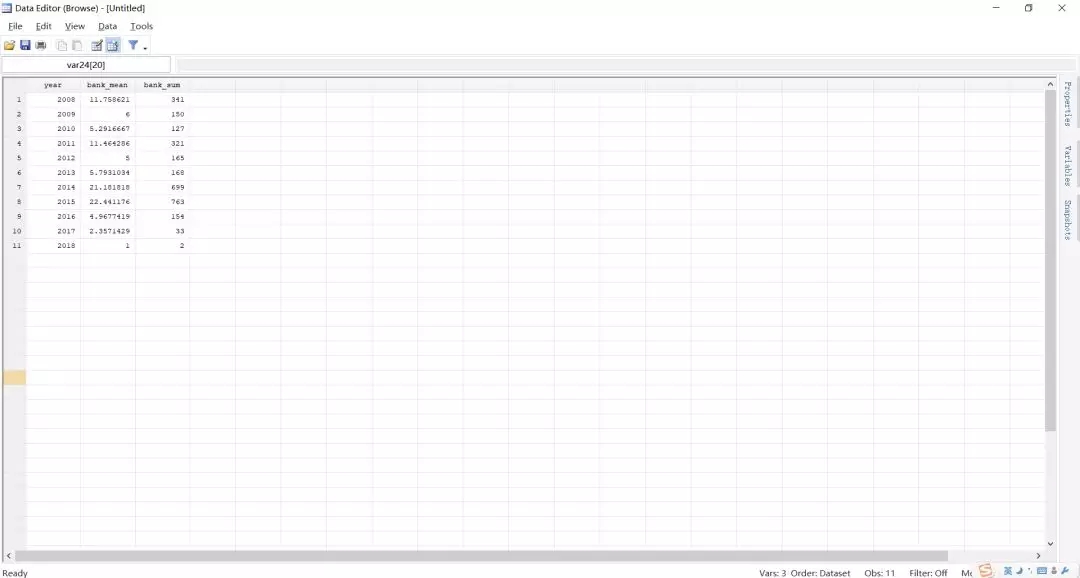 Data Editor (Browse) - [Untitled]
File Edit View Data Tools
var24[20]
year bank_mean bank_sum
1 2008 11.758621 341
2 2009 6 150
3 2010 5.2916667 127
4 2011 11.464286 321
5 2012 5 165
6 2013 5.7931034 168
7 2014 21.181818 699
8 2015 22.441176 763
9 2016 4.9677419 154
10 2017 2.3571429 33
11 2018 1 2
Properties
Variables
Snapshots
Ready Vars: 3 Order: Dataset Obs: 11 Filter: Off 英